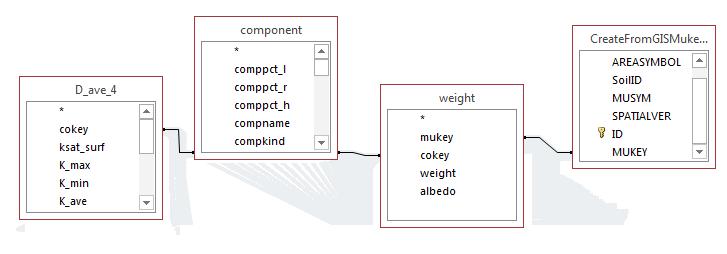 D_ave_4
*
cokey
ksat_surf
K_max
K_min
K_ave
component
*
comppct_l
comppct_r
comppct_h
compname
compkind
weight
*
mukey
cokey
weight
albedo
CreateFromGISMuke...
AREASYMBOL
SoilID
MUSYM
SPATIALVER
ID
MUKEY